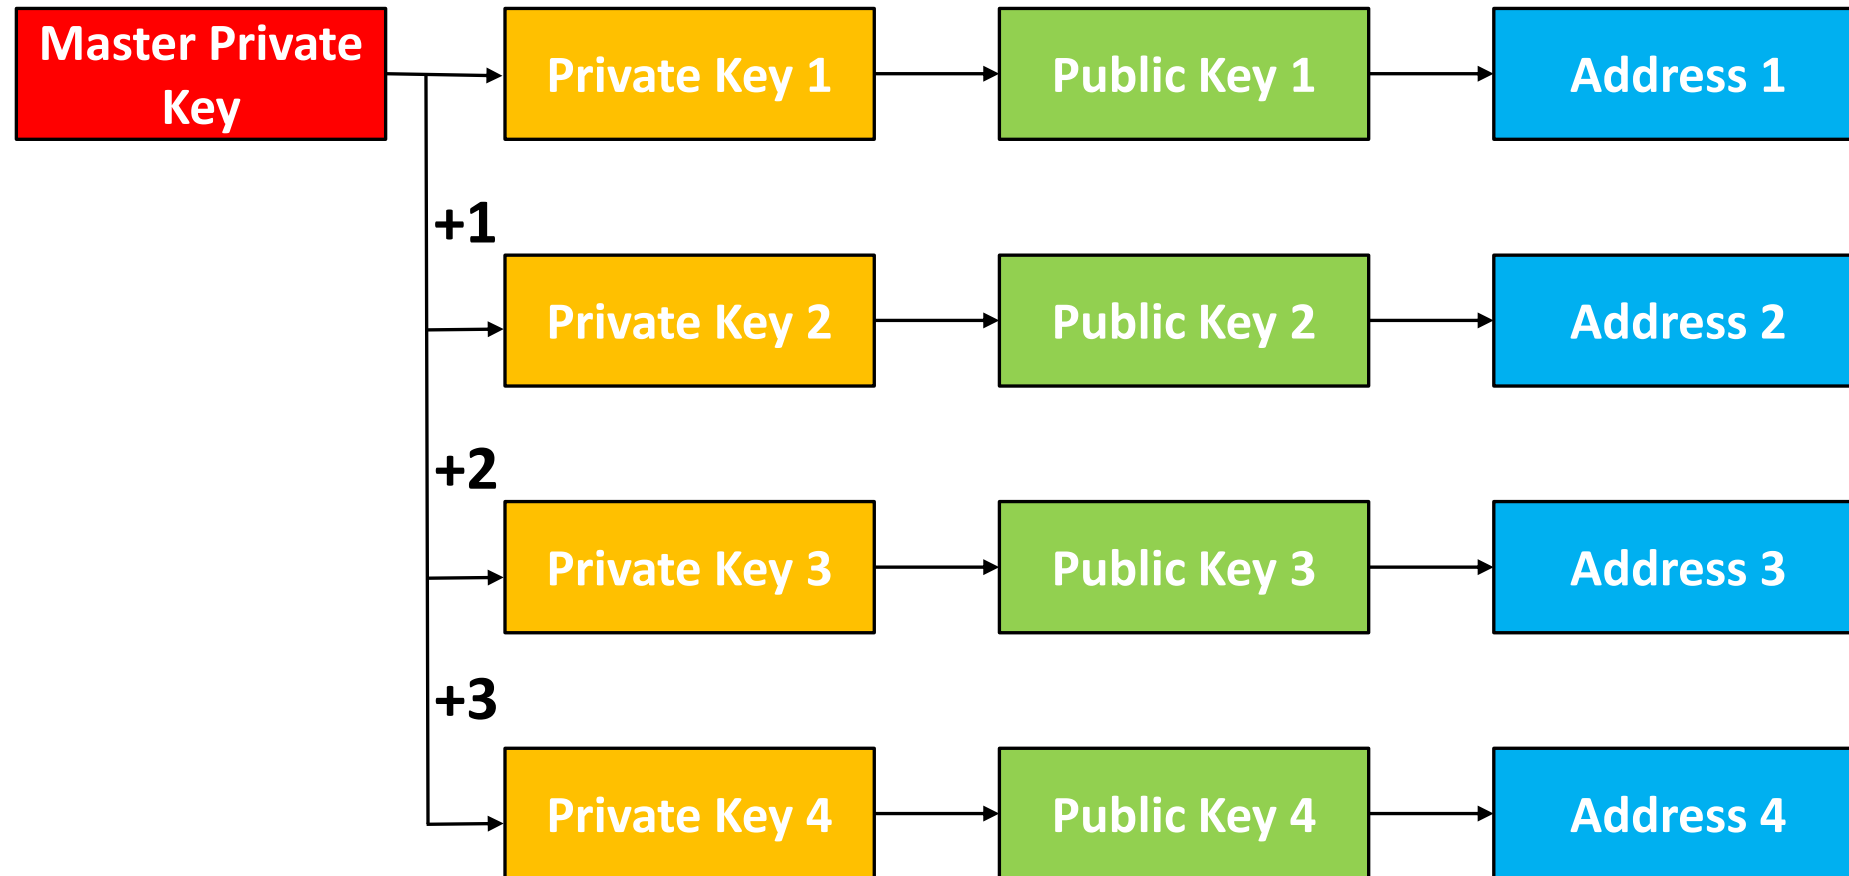 Master Private
Key
Private Key 1
Public Key 1
Address 1
+1
Private Key 2
Public Key 2
Address 2
+2
Private Key 3
Public Key 3
Address 3
+3
Private Key 4
Public Key 4
Address 4